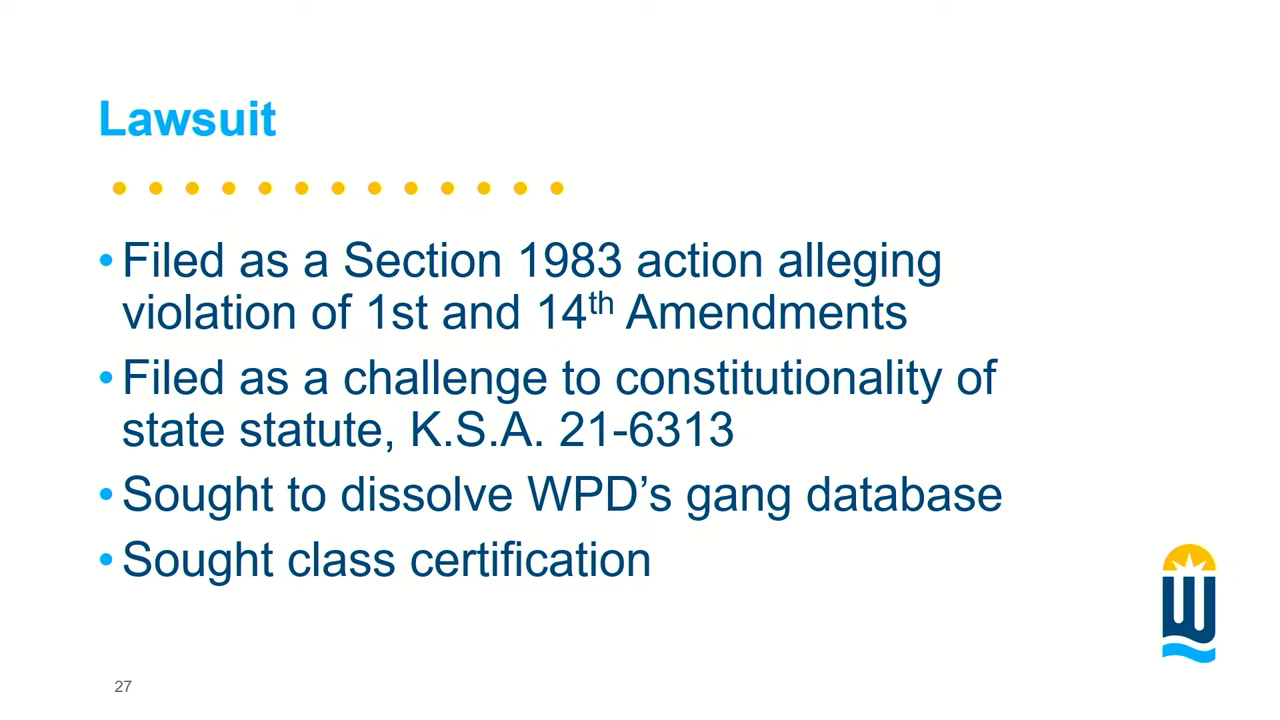 Lawsuit
•Filed as a Section 1983 action alleging
violation of 1st and 14th Amendments
•Filed as a challenge to constitutionality of
state statute, K.S.A. 21-6313
•Sought to dissolve WPD’s gang database
•Sought class certification
W
27